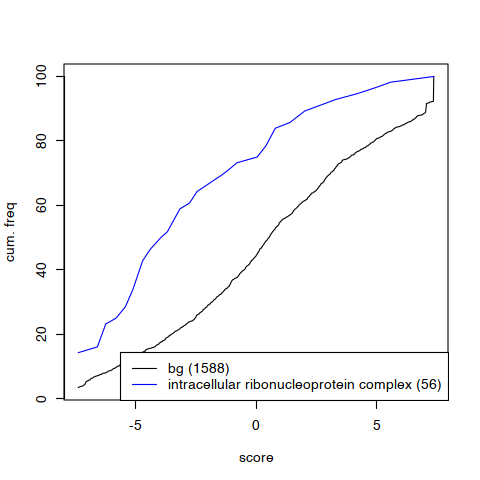 cum. freq
100
80
60
40
20
0
bg (1588)
intracellular ribonucleoprotein complex (56)
-5
0
5
score